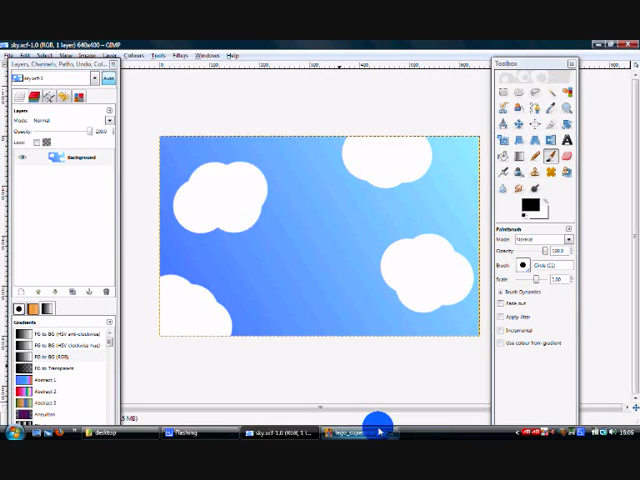 sky.xcf-1.0 (RGB, 1 layer) 640x400 – GIMP
File Edit Select View Image Layer Colours Tools Filters Windows Help
Layers, Channels, Paths, Undo, Col...
sky.xcf-1
Auto
Layers
Mode: Normal
Opacity: 100.0
Lock:
Background
Gradients
FG to BG (HSV anti-clockwise)
FG to BG (HSV clockwise hue)
FG to BG (RGB)
FG to Transparent
Abstract 1
Abstract 2
Abstract 3
Aneurism
Toolbox
Paintbrush
Mode: Normal
Opacity: 100.0
Brush: Circle (11)
Scale: 1.00
Brush Dynamics
Fade out
Apply Jitter
Incremental
Use colour from gradient
desktop
Flashing
sky.xcf-1.0 (RGB, 1 l...
15:05